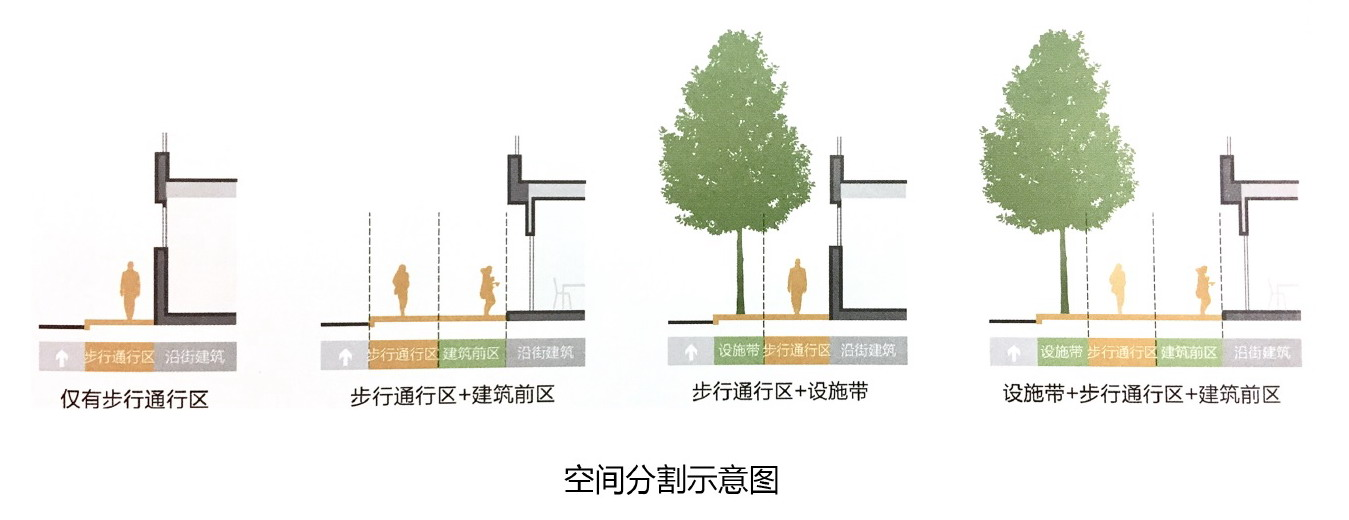 步行通行区 沿街建筑
仅有步行通行区
步行通行区 建筑前区 沿街建筑
步行通行区+建筑前区
设施带 步行通行区 沿街建筑
步行通行区+设施带
设施带 步行通行区 建筑前区 沿街建筑
设施带+步行通行区+建筑前区
空间分割示意图